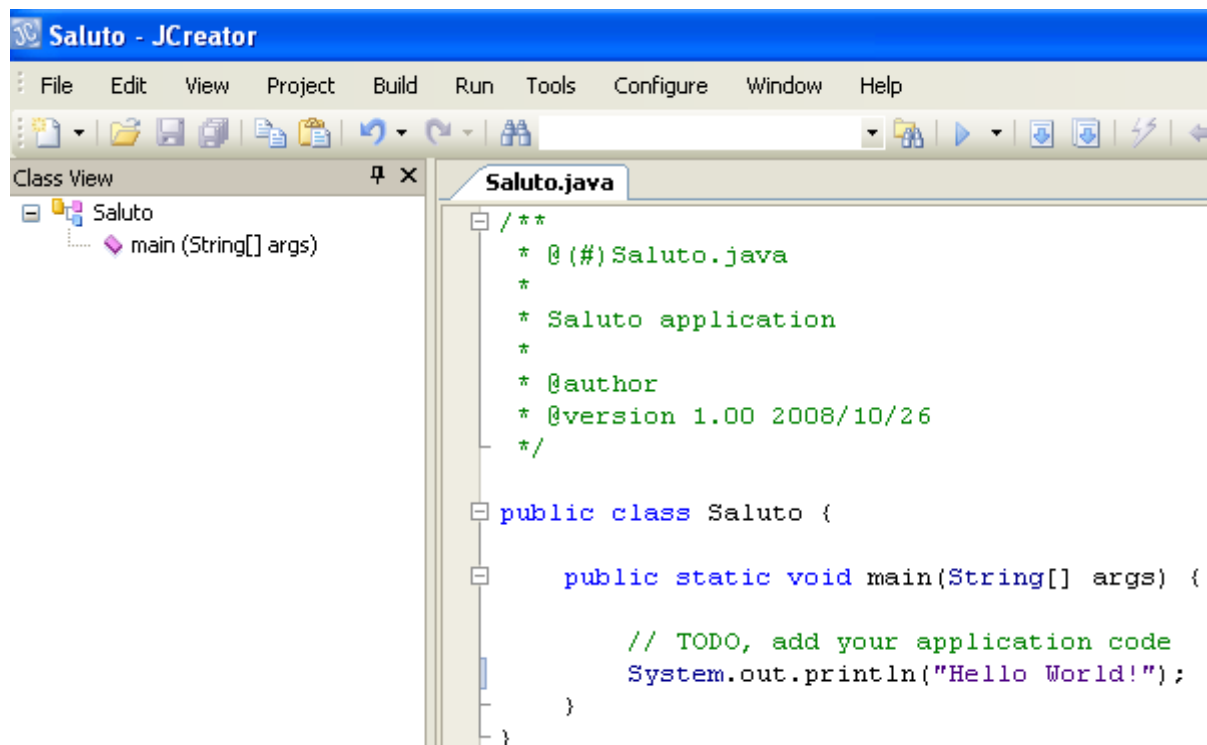 Saluto - JCreator
File Edit View Project Build Run Tools Configure Window Help
Class View
Saluto
main (String[] args)
Saluto.java
/**
* @(#)Saluto.java
*
* Saluto application
*
* @author
* @version 1.00 2008/10/26
*/
public class Saluto {
public static void main(String[] args) {
// TODO, add your application code
System.out.println("Hello World!");
}
}